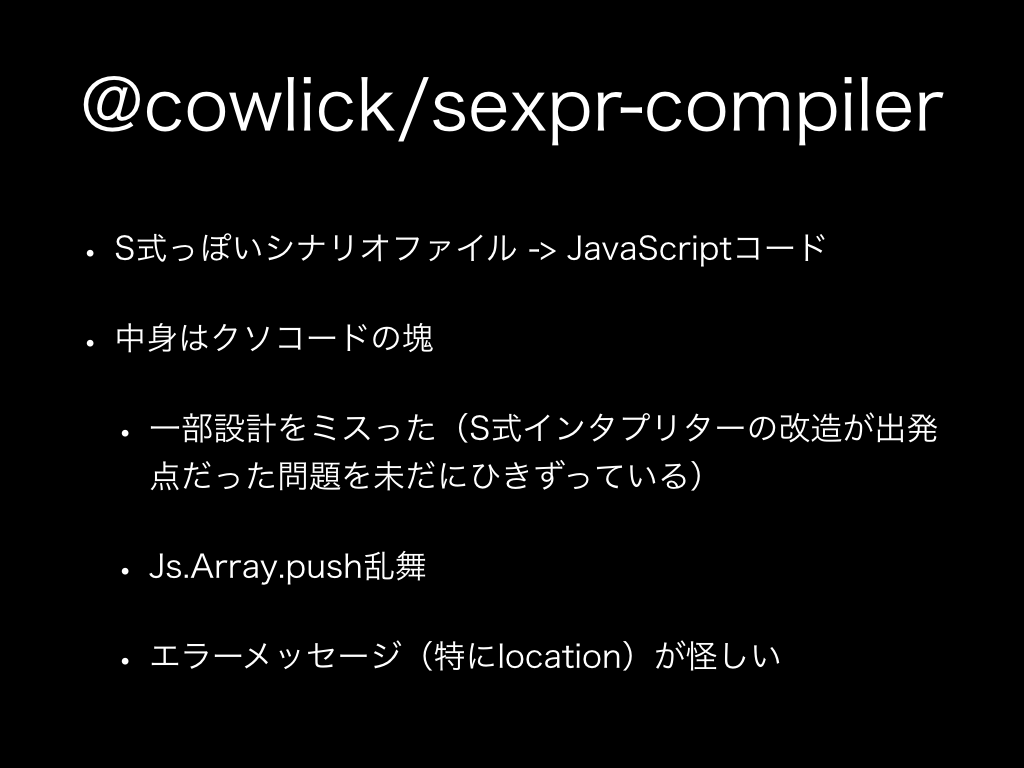 @cowlick/sexpr-compiler
• S式っぽいシナリオファイル -> JavaScriptコード
• 中身はクソコードの塊
• 一部設計をミスった（S式インタプリターの改造が出発
点だった問題を未だにひきずっている）
• Js.Array.push乱舞
• エラーメッセージ（特にlocation）が怪しい